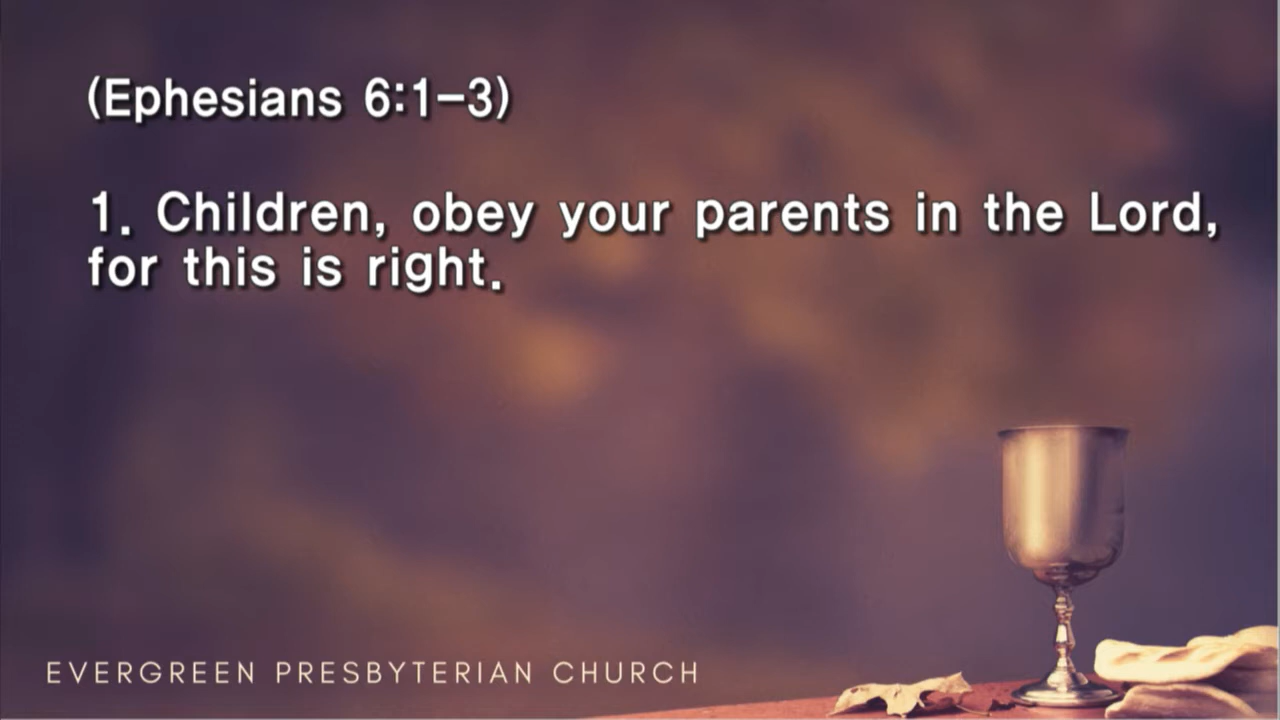 (Ephesians 6:1-3)
1. Children, obey your parents in the Lord,
for this is right.
EVERGREEN PRESBYTERIAN CHURCH